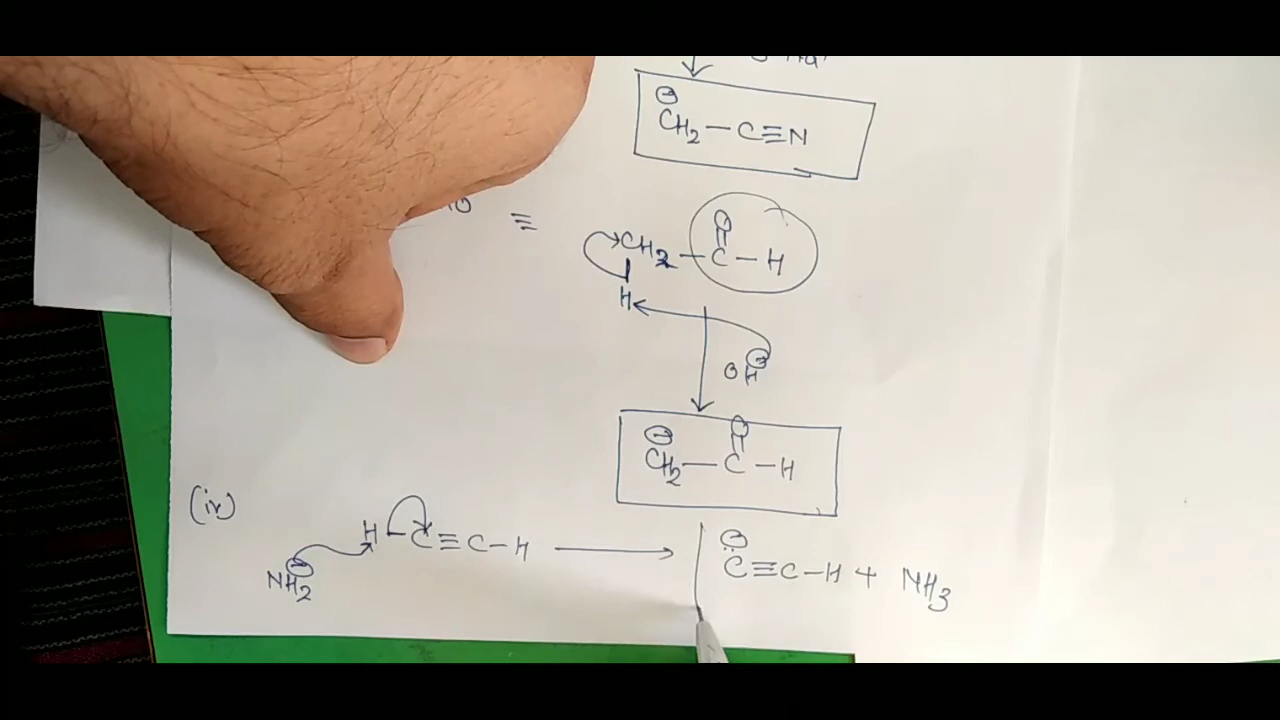 ⊖
CH2 — C≡N
≡
O
CH2 — C — H
H
OH⊖
⊖ O
CH2 — C — H
(iv)
H — C≡C — H ⟶ ⊖:C≡C — H + NH3
NH2⊖